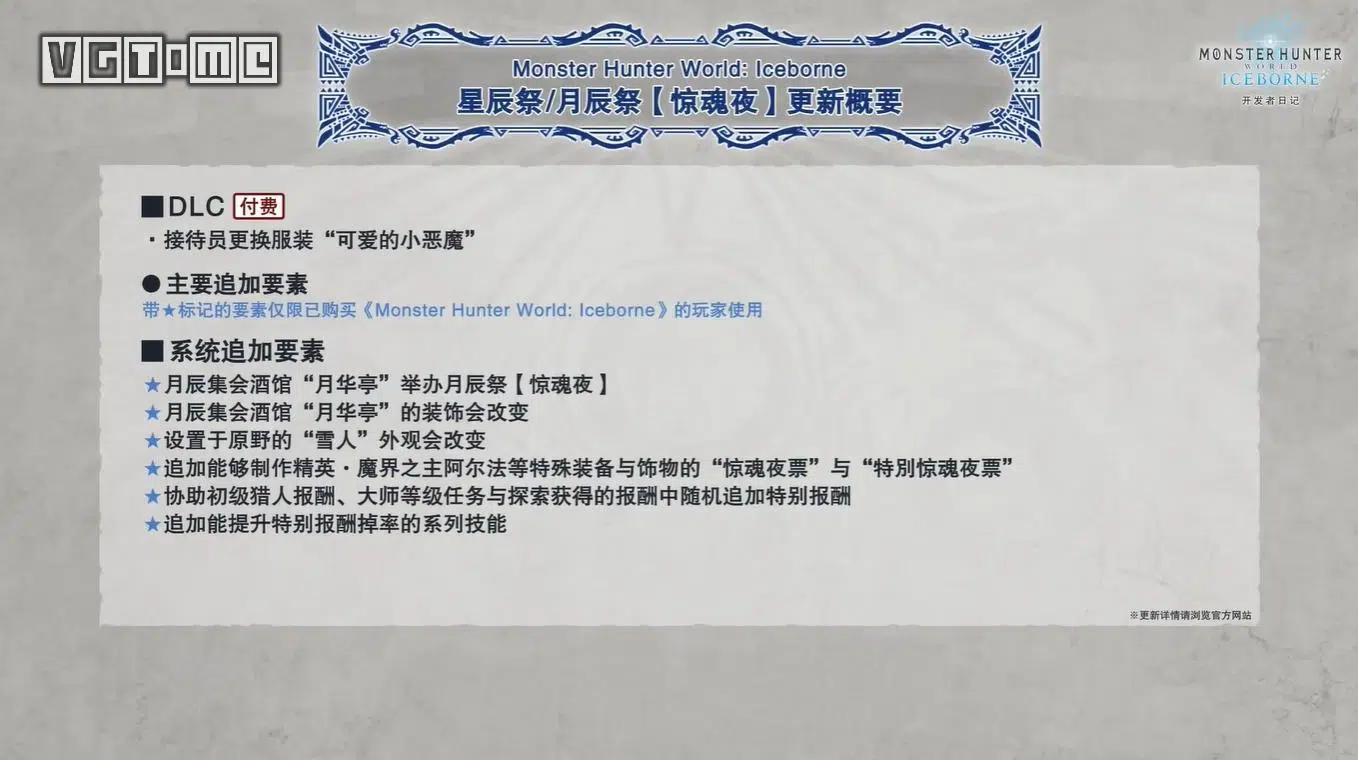 VGTIME
MONSTER HUNTER
WORLD
ICEBORNE
开发者日记
Monster Hunter World: Iceborne
星辰祭/月辰祭【惊魂夜】更新概要
■DLC 付费
・接待员更换服装“可爱的小恶魔”
●主要追加要素
带★标记的要素仅限已购买《Monster Hunter World: Iceborne》的玩家使用
■系统追加要素
★月辰集会酒馆“月华亭”举办月辰祭【惊魂夜】
★月辰集会酒馆“月华亭”的装饰会改变
★设置于原野的“雪人”外观会改变
★追加能够制作精英・魔界之主阿尔法等特殊装备与饰物的“惊魂夜票”与“特別惊魂夜票”
★协助初级猎人报酬、大师等级任务与探索获得的报酬中随机追加特别报酬
★追加能提升特别报酬掉率的系列技能
※更新详情请浏览官方网站